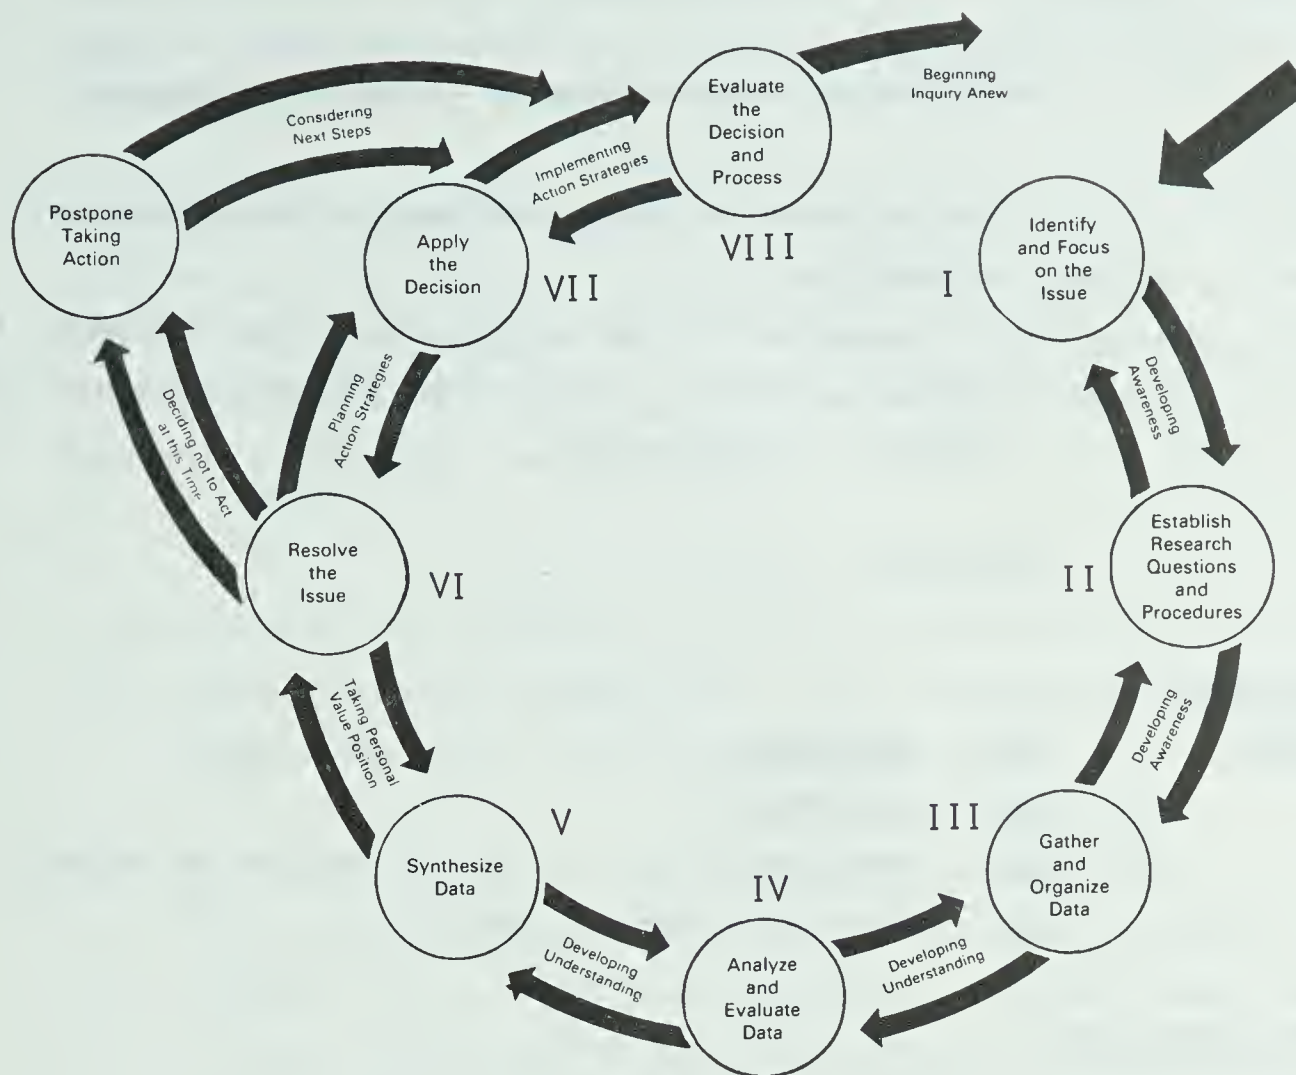 Beginning
Inquiry Anew
Identify
and Focus
on the
Issue
I
Developing
Awareness
Establish
Research
Questions
and
Procedures
II
Developing
Awareness
Gather
and
Organize
Data
III
Developing
Understanding
Analyze
and
Evaluate
Data
IV
Developing
Understanding
Synthesize
Data
V
Taking Personal
Value Position
Resolve
the
Issue
VI
Deciding not to Act
at this Time
Postpone
Taking
Action
Considering
Next Steps
Planning
Action Strategies
Apply
the
Decision
VII
Implementing
Action Strategies
Evaluate
the
Decision
and
Process
VIII